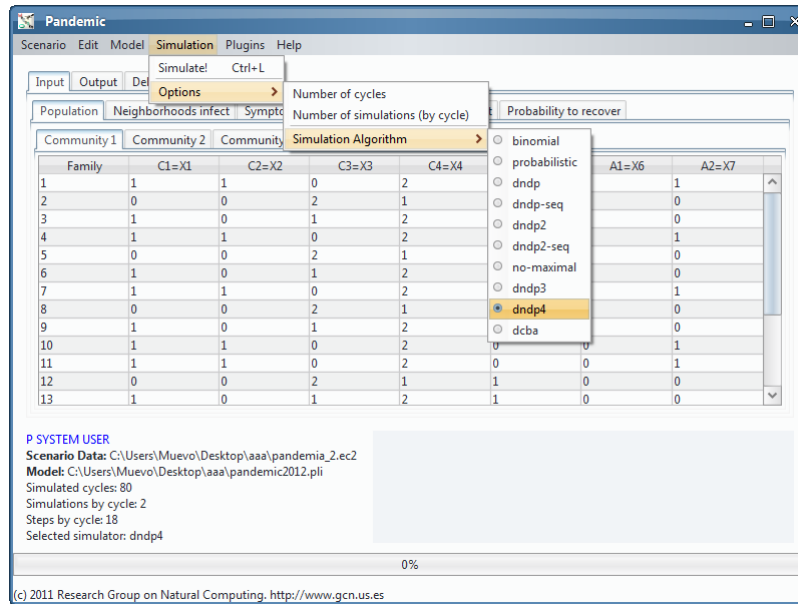 Pandemic
Scenario Edit Model Simulation Plugins Help
Simulate! Ctrl+L
Options
Number of cycles
Number of simulations (by cycle)
Simulation Algorithm
binomial
probabilistic
dndp
dndp-seq
dndp2
dndp2-seq
no-maximal
dndp3
dndp4
dcba
Input Output
Population Neighborhoods infect Probability to recover
Community 1 Community 2 Community
Family C1=X1 C2=X2 C3=X3 C4=X4 A1=X6 A2=X7
1 1 1 0 2 1
2 0 0 2 1 0
3 1 0 1 2 0
4 1 1 0 2 1
5 0 0 2 1 0
6 1 0 1 2 0
7 1 1 0 2 1
8 0 0 2 1 0
9 1 0 1 2 0
10 1 1 0 2 0 0 1
11 1 1 0 2 0 0 1
12 0 0 2 1 1 0 0
13 1 0 1 2 1 0 0
P SYSTEM USER
Scenario Data: C:\Users\Muevo\Desktop\aaa\pandemia_2.ec2
Model: C:\Users\Muevo\Desktop\aaa\pandemic2012.pli
Simulated cycles: 80
Simulations by cycle: 2
Steps by cycle: 18
Selected simulator: dndp4
0%
(c) 2011 Research Group on Natural Computing. http://www.gcn.us.es